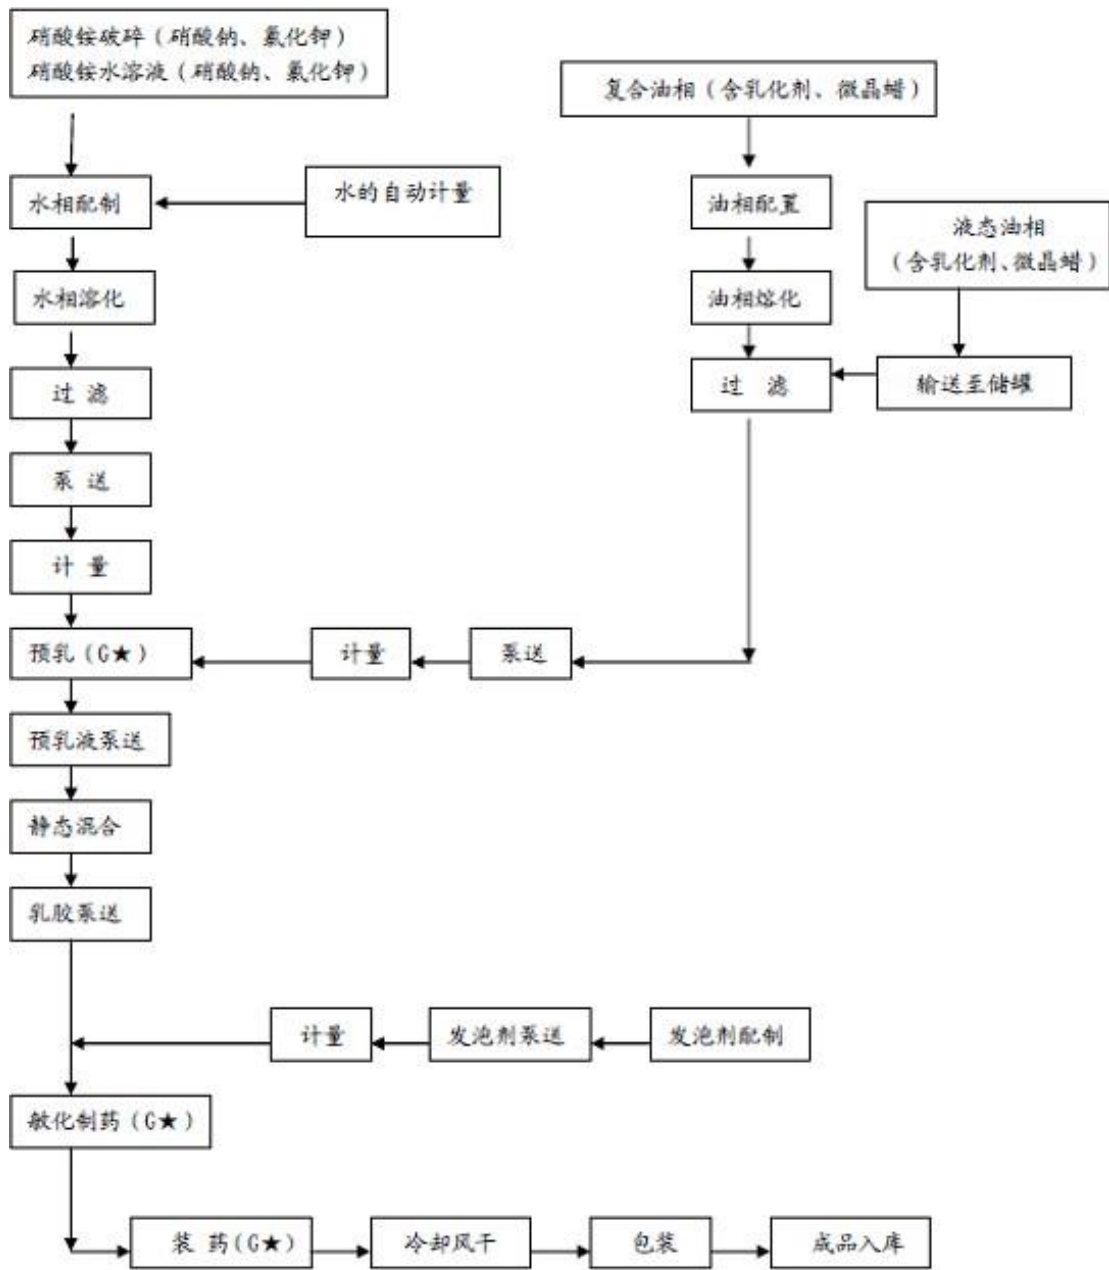 硝酸铵破碎（硝酸钠、氯化钾）
硝酸铵水溶液（硝酸钠、氯化钾）
复合油相（含乳化剂、微晶蜡）
水相配制
水的自动计量
油相配置
液态油相
（含乳化剂、微晶蜡）
水相溶化
油相熔化
过滤
过 滤
输送至储罐
泵 送
计 量
预乳（G★）
计量
泵送
预乳液泵送
静态混合
乳胶泵送
计量
发泡剂泵送
发泡剂配制
敏化制药（G★）
装 药(G★)
冷却风干
包装
成品入库